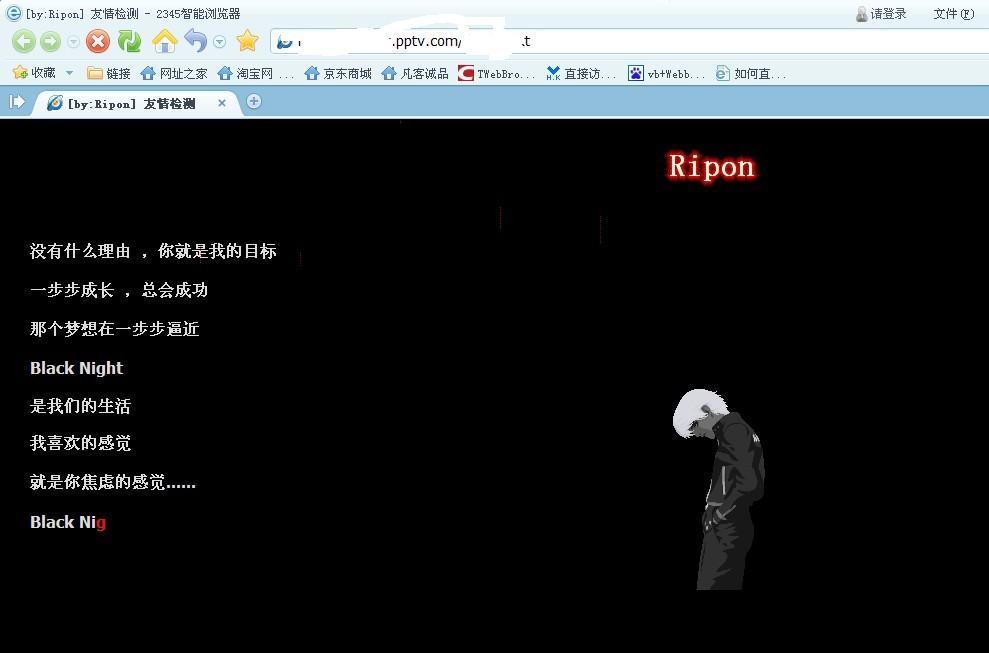 [by:Ripon] 友情检测 - 2345智能浏览器
请登录 文件(F)
.pptv.com/ .t
收藏 链接 网址之家 淘宝网 ... 京东商城 凡客诚品 TWebBro... 直接访... vb+Webb... 如何直...
[by:Ripon] 友情检测
Ripon
没有什么理由 ，你就是我的目标
一步步成长 ，总会成功
那个梦想在一步步逼近
Black Night
是我们的生活
我喜欢的感觉
就是你焦虑的感觉……
Black Nig